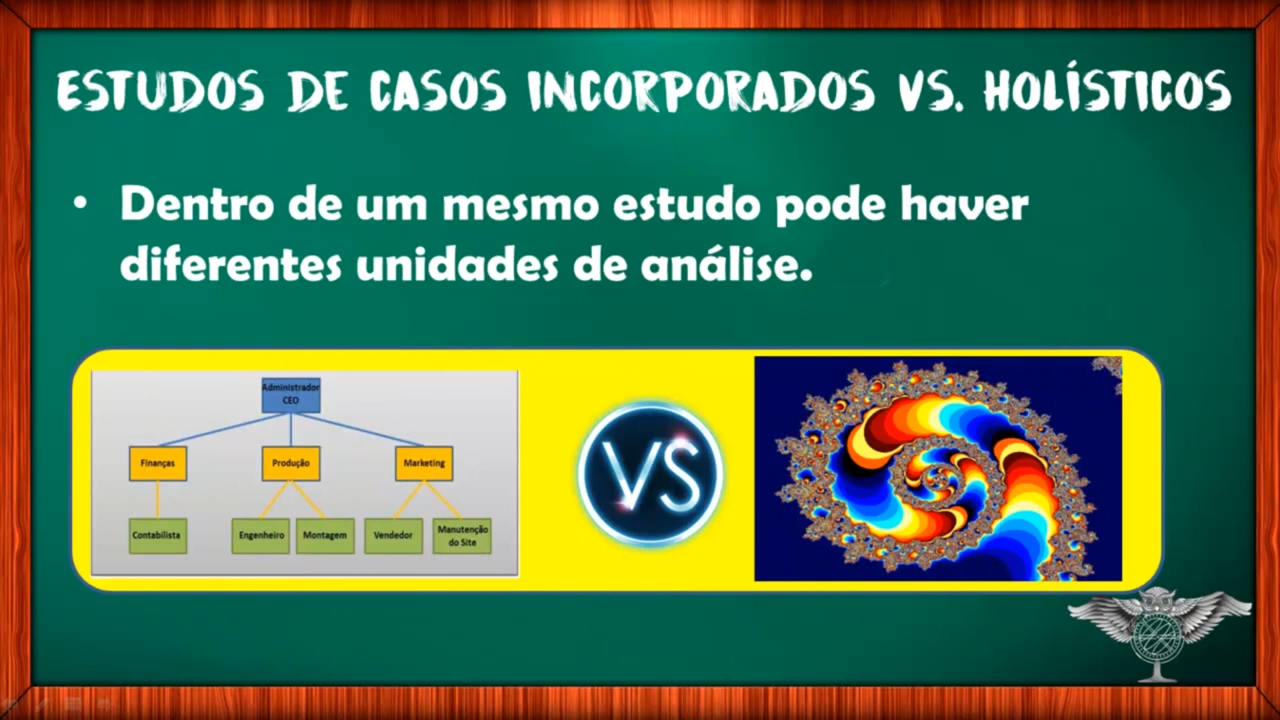 ESTUDOS DE CASOS INCORPORADOS VS. HOLÍSTICOS
• Dentro de um mesmo estudo pode haver
diferentes unidades de análise.
Administrador
CEO
Finanças
Produção
Marketing
Contabilista
Engenheiro
Montagem
Vendedor
Manutenção
do Site
VS